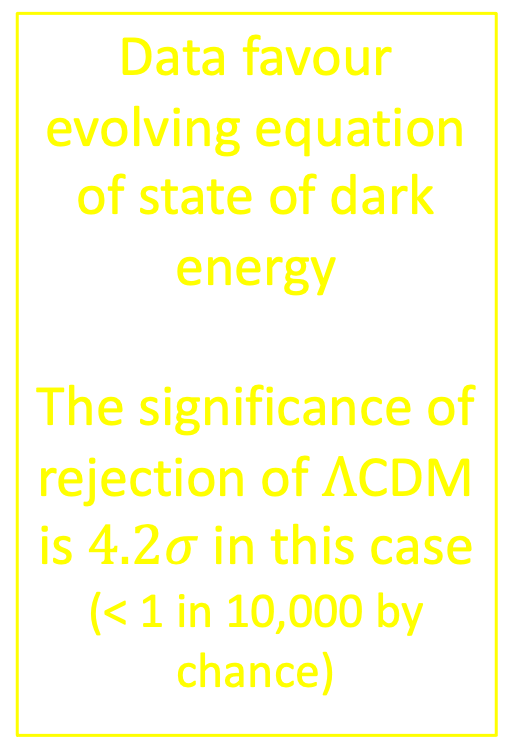 Data favour
evolving equation
of state of dark
energy
The significance of
rejection of ΛCDM
is 4.2σ in this case
(< 1 in 10,000 by
chance)